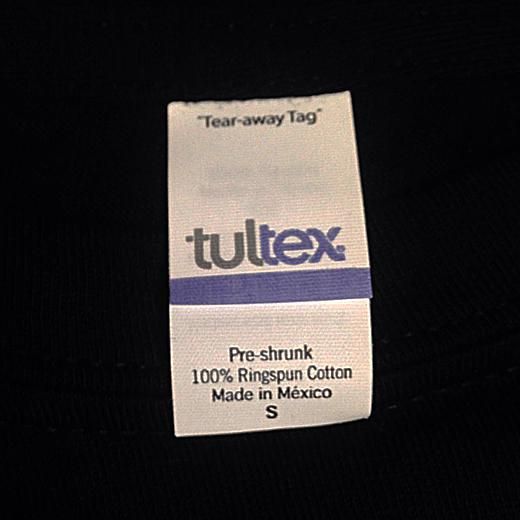 "Tear-away Tag"
tultex
Pre-shrunk
100% Ringspun Cotton
Made in México
S